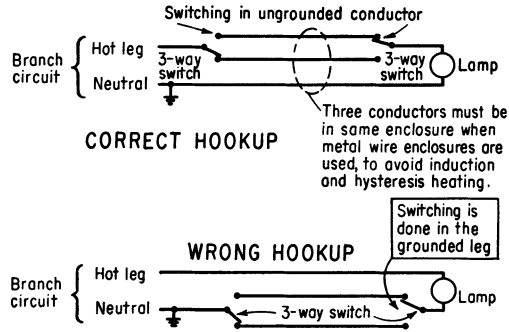 Switching in ungrounded conductor
Branch
circuit
Hot leg
3-way
switch
Neutral
3-way
switch
Lamp
CORRECT HOOKUP
Three conductors must be
in same enclosure when
metal wire enclosures are
used, to avoid induction
and hysteresis heating.
Switching is
done in the
grounded leg
WRONG HOOKUP
Branch
circuit
Hot leg
Neutral
3-way switch
Lamp